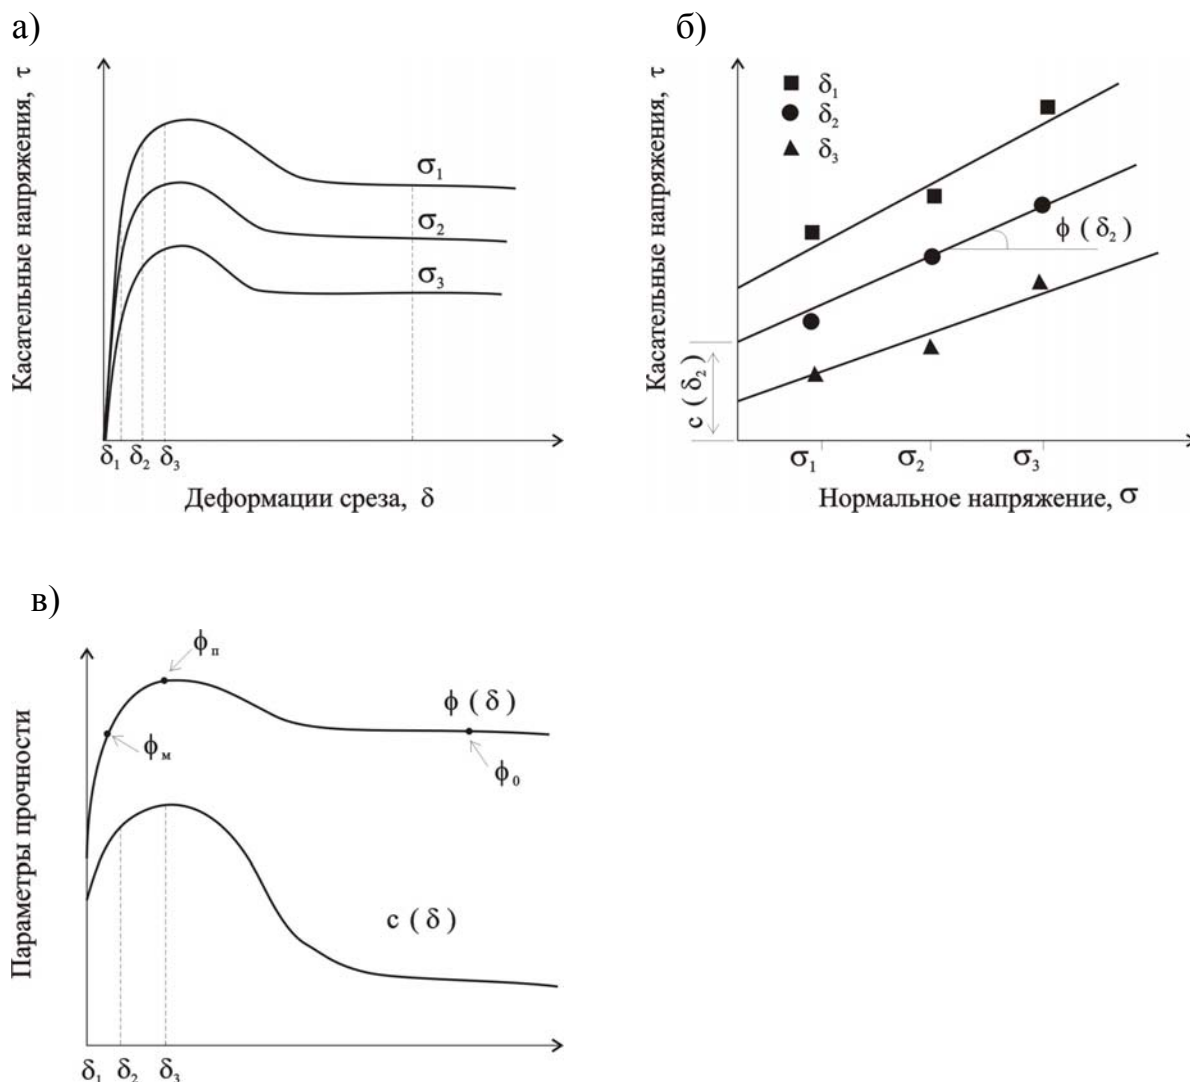 а)
Касательные напряжения, τ
σ₁
σ₂
σ₃
δ₁ δ₂ δ₃
Деформации среза, δ
б)
Касательные напряжения, τ
δ₁
δ₂
δ₃
ϕ (δ₂)
c (δ₂)
σ₁ σ₂ σ₃
Нормальное напряжение, σ
в)
Параметры прочности
ϕп
ϕм
ϕ (δ)
ϕ₀
c (δ)
δ₁ δ₂ δ₃